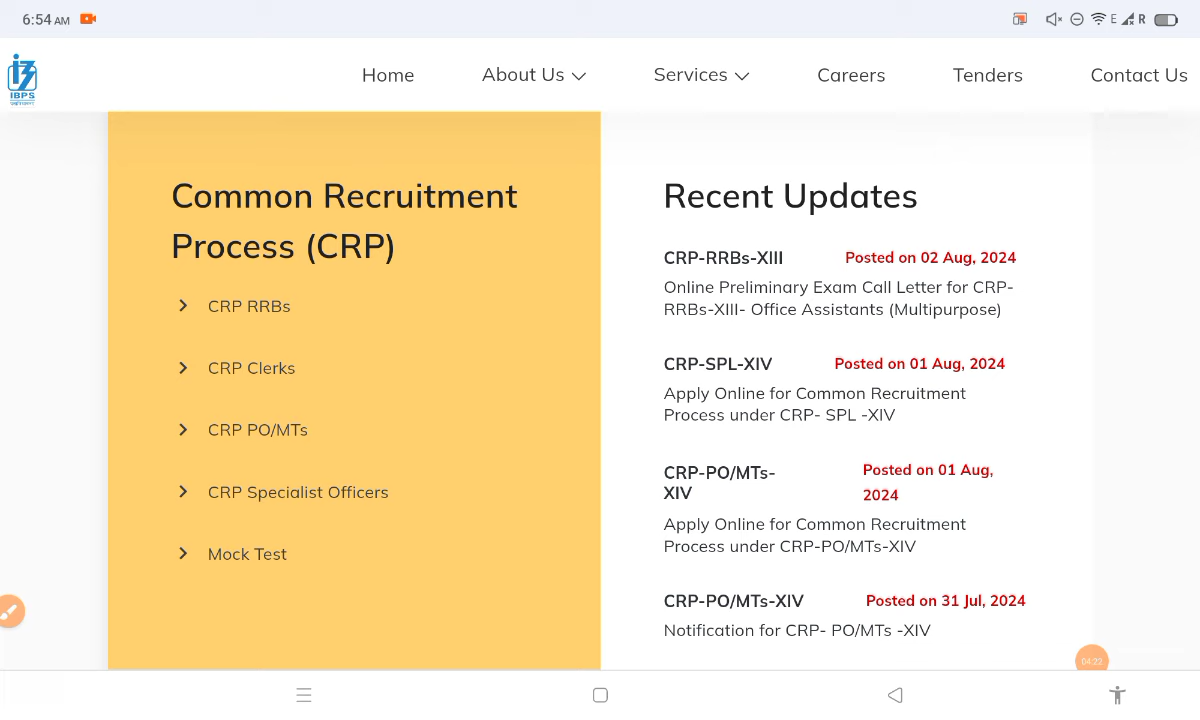 6:54 AM
E R
IBPS
Home About Us Services Careers Tenders Contact Us
Common Recruitment
Process (CRP)
CRP RRBs
CRP Clerks
CRP PO/MTs
CRP Specialist Officers
Mock Test
Recent Updates
CRP-RRBs-XIII Posted on 02 Aug, 2024
Online Preliminary Exam Call Letter for CRP-
RRBs-XIII- Office Assistants (Multipurpose)
CRP-SPL-XIV Posted on 01 Aug, 2024
Apply Online for Common Recruitment
Process under CRP- SPL -XIV
CRP-PO/MTs- Posted on 01 Aug,
XIV 2024
Apply Online for Common Recruitment
Process under CRP-PO/MTs-XIV
CRP-PO/MTs-XIV Posted on 31 Jul, 2024
Notification for CRP- PO/MTs -XIV
04:22